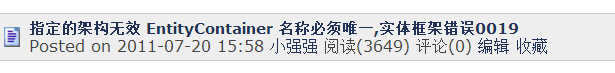 指定的架构无效 EntityContainer 名称必须唯一,实体框架错误0019
Posted on 2011-07-20 15:58 小强强 阅读(3649) 评论(0) 编辑 收藏